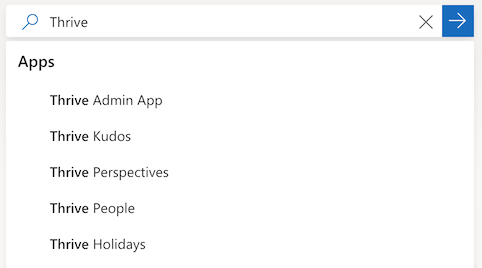 Thrive
Apps
Thrive Admin App
Thrive Kudos
Thrive Perspectives
Thrive People
Thrive Holidays